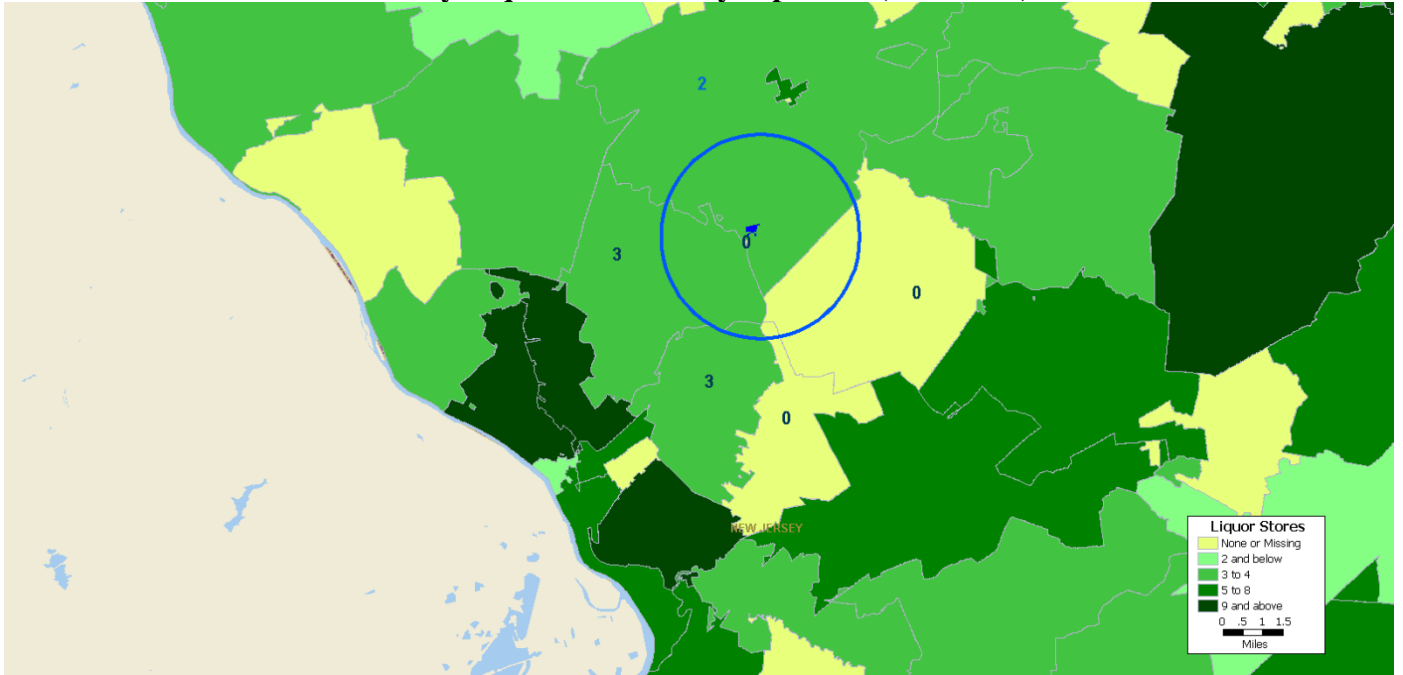 2
0
3
0
3
0
NEW JERSEY
Liquor Stores
None or Missing
2 and below
3 to 4
5 to 8
9 and above
0 .5 1 1.5
Miles